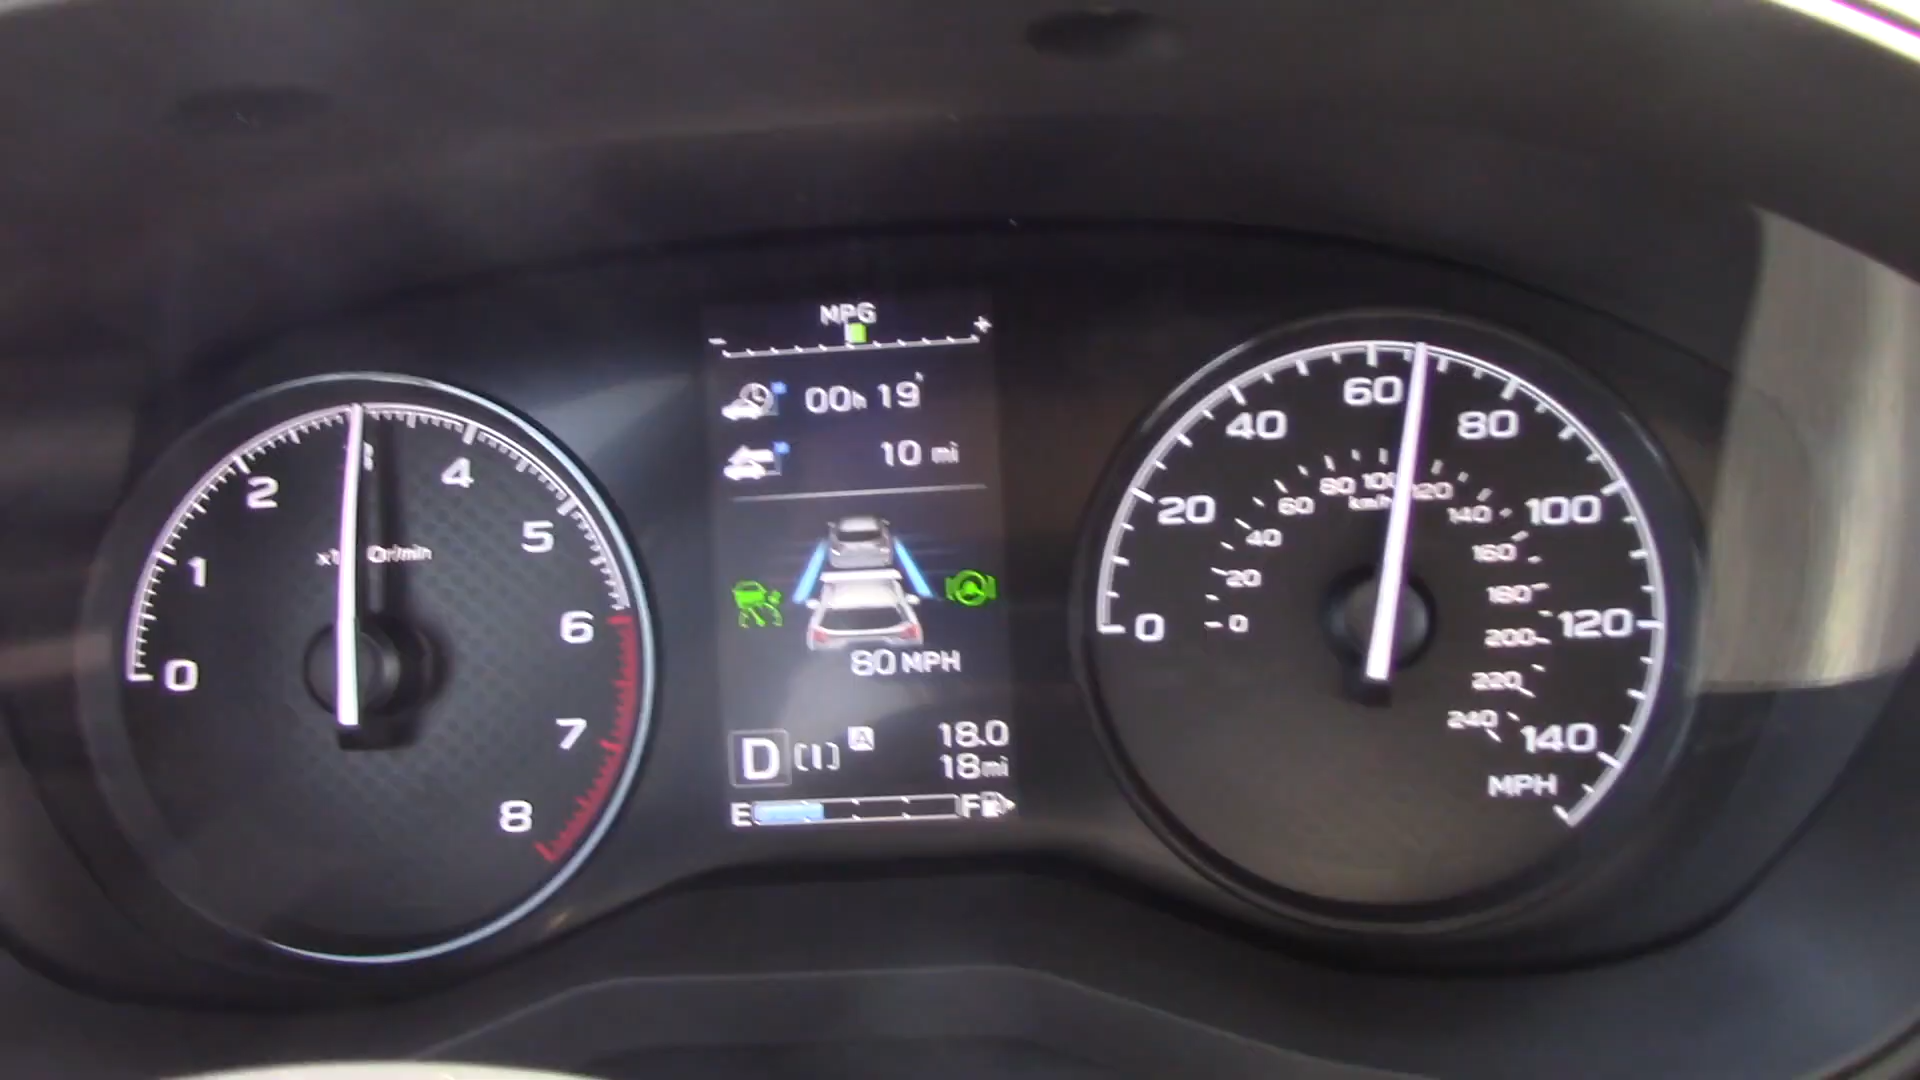 MPG
- +
00h 19'
10 mi
80 MPH
D [I] A
18.0
18mi
E F
0 1 2 3 4 5 6 7 8
0 20 40 60 80 100 120 140
MPH
0 20 40 60 80 100 120 140 160 180 200 220 240
km/h